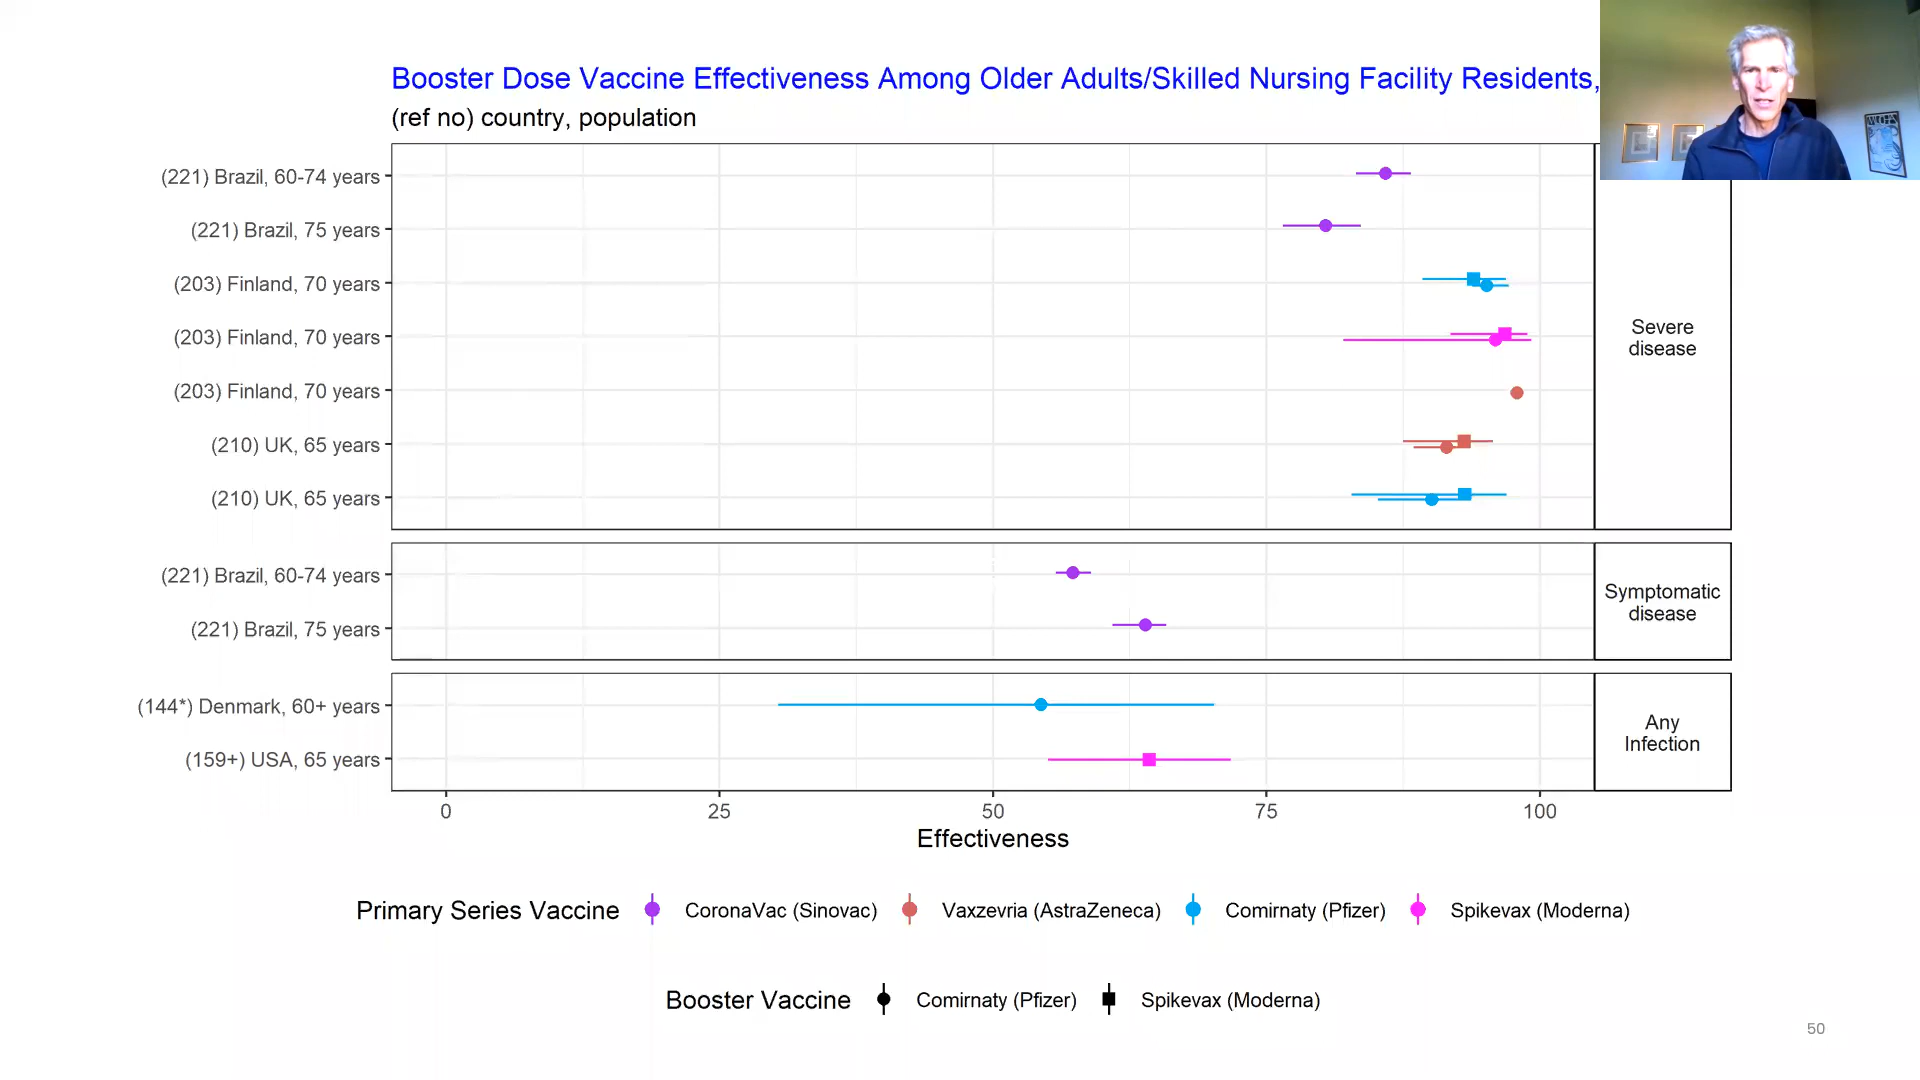 Booster Dose Vaccine Effectiveness Among Older Adults/Skilled Nursing Facility Residents,
(ref no) country, population
(221) Brazil, 60-74 years
(221) Brazil, 75 years
(203) Finland, 70 years
(203) Finland, 70 years
(203) Finland, 70 years
(210) UK, 65 years
(210) UK, 65 years
Severe
disease
(221) Brazil, 60-74 years
(221) Brazil, 75 years
Symptomatic
disease
(144*) Denmark, 60+ years
(159+) USA, 65 years
Any
Infection
0 25 50 75 100
Effectiveness
Primary Series Vaccine CoronaVac (Sinovac) Vaxzevria (AstraZeneca) Comirnaty (Pfizer) Spikevax (Moderna)
Booster Vaccine Comirnaty (Pfizer) Spikevax (Moderna)
50